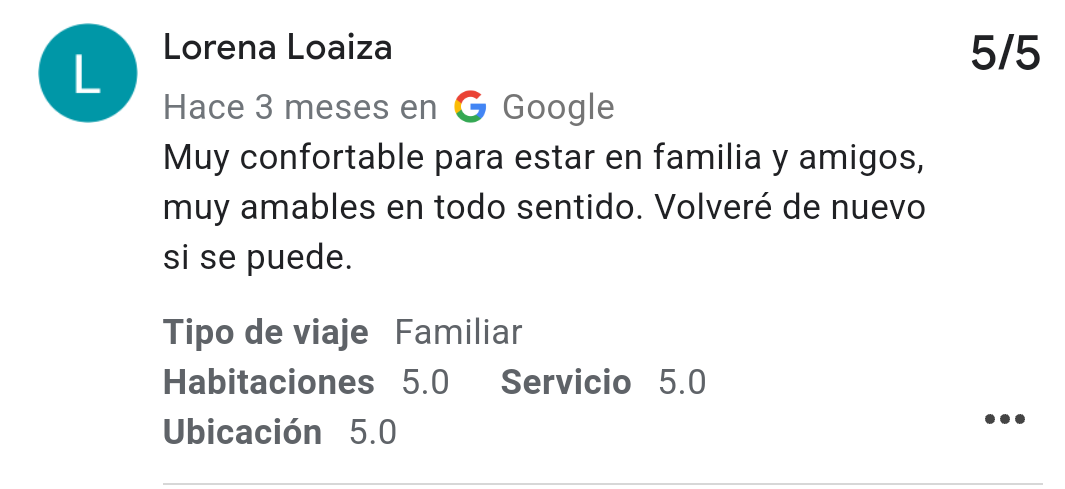 L
Lorena Loaiza
5/5
Hace 3 meses en G Google
Muy confortable para estar en familia y amigos,
muy amables en todo sentido. Volveré de nuevo
si se puede.
Tipo de viaje Familiar
Habitaciones 5.0 Servicio 5.0
Ubicación 5.0